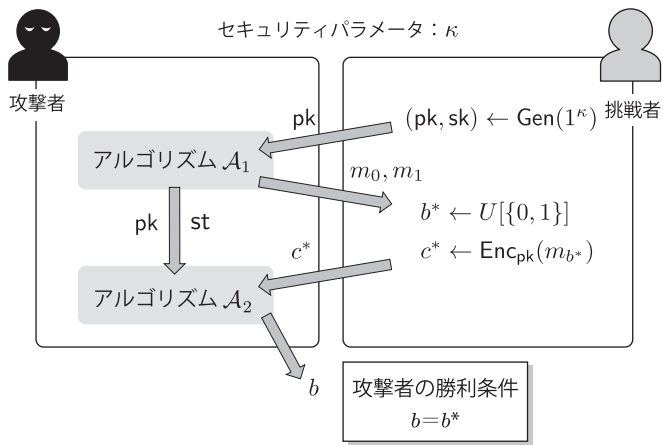 セキュリティパラメータ：κ
攻撃者
挑戦者
pk
(pk, sk) ← Gen(1^κ)
アルゴリズム 𝒜₁
m₀, m₁
pk
st
b* ← U[{0, 1}]
c*
c* ← Enc_pk(m_b*)
アルゴリズム 𝒜₂
b
攻撃者の勝利条件
b=b*